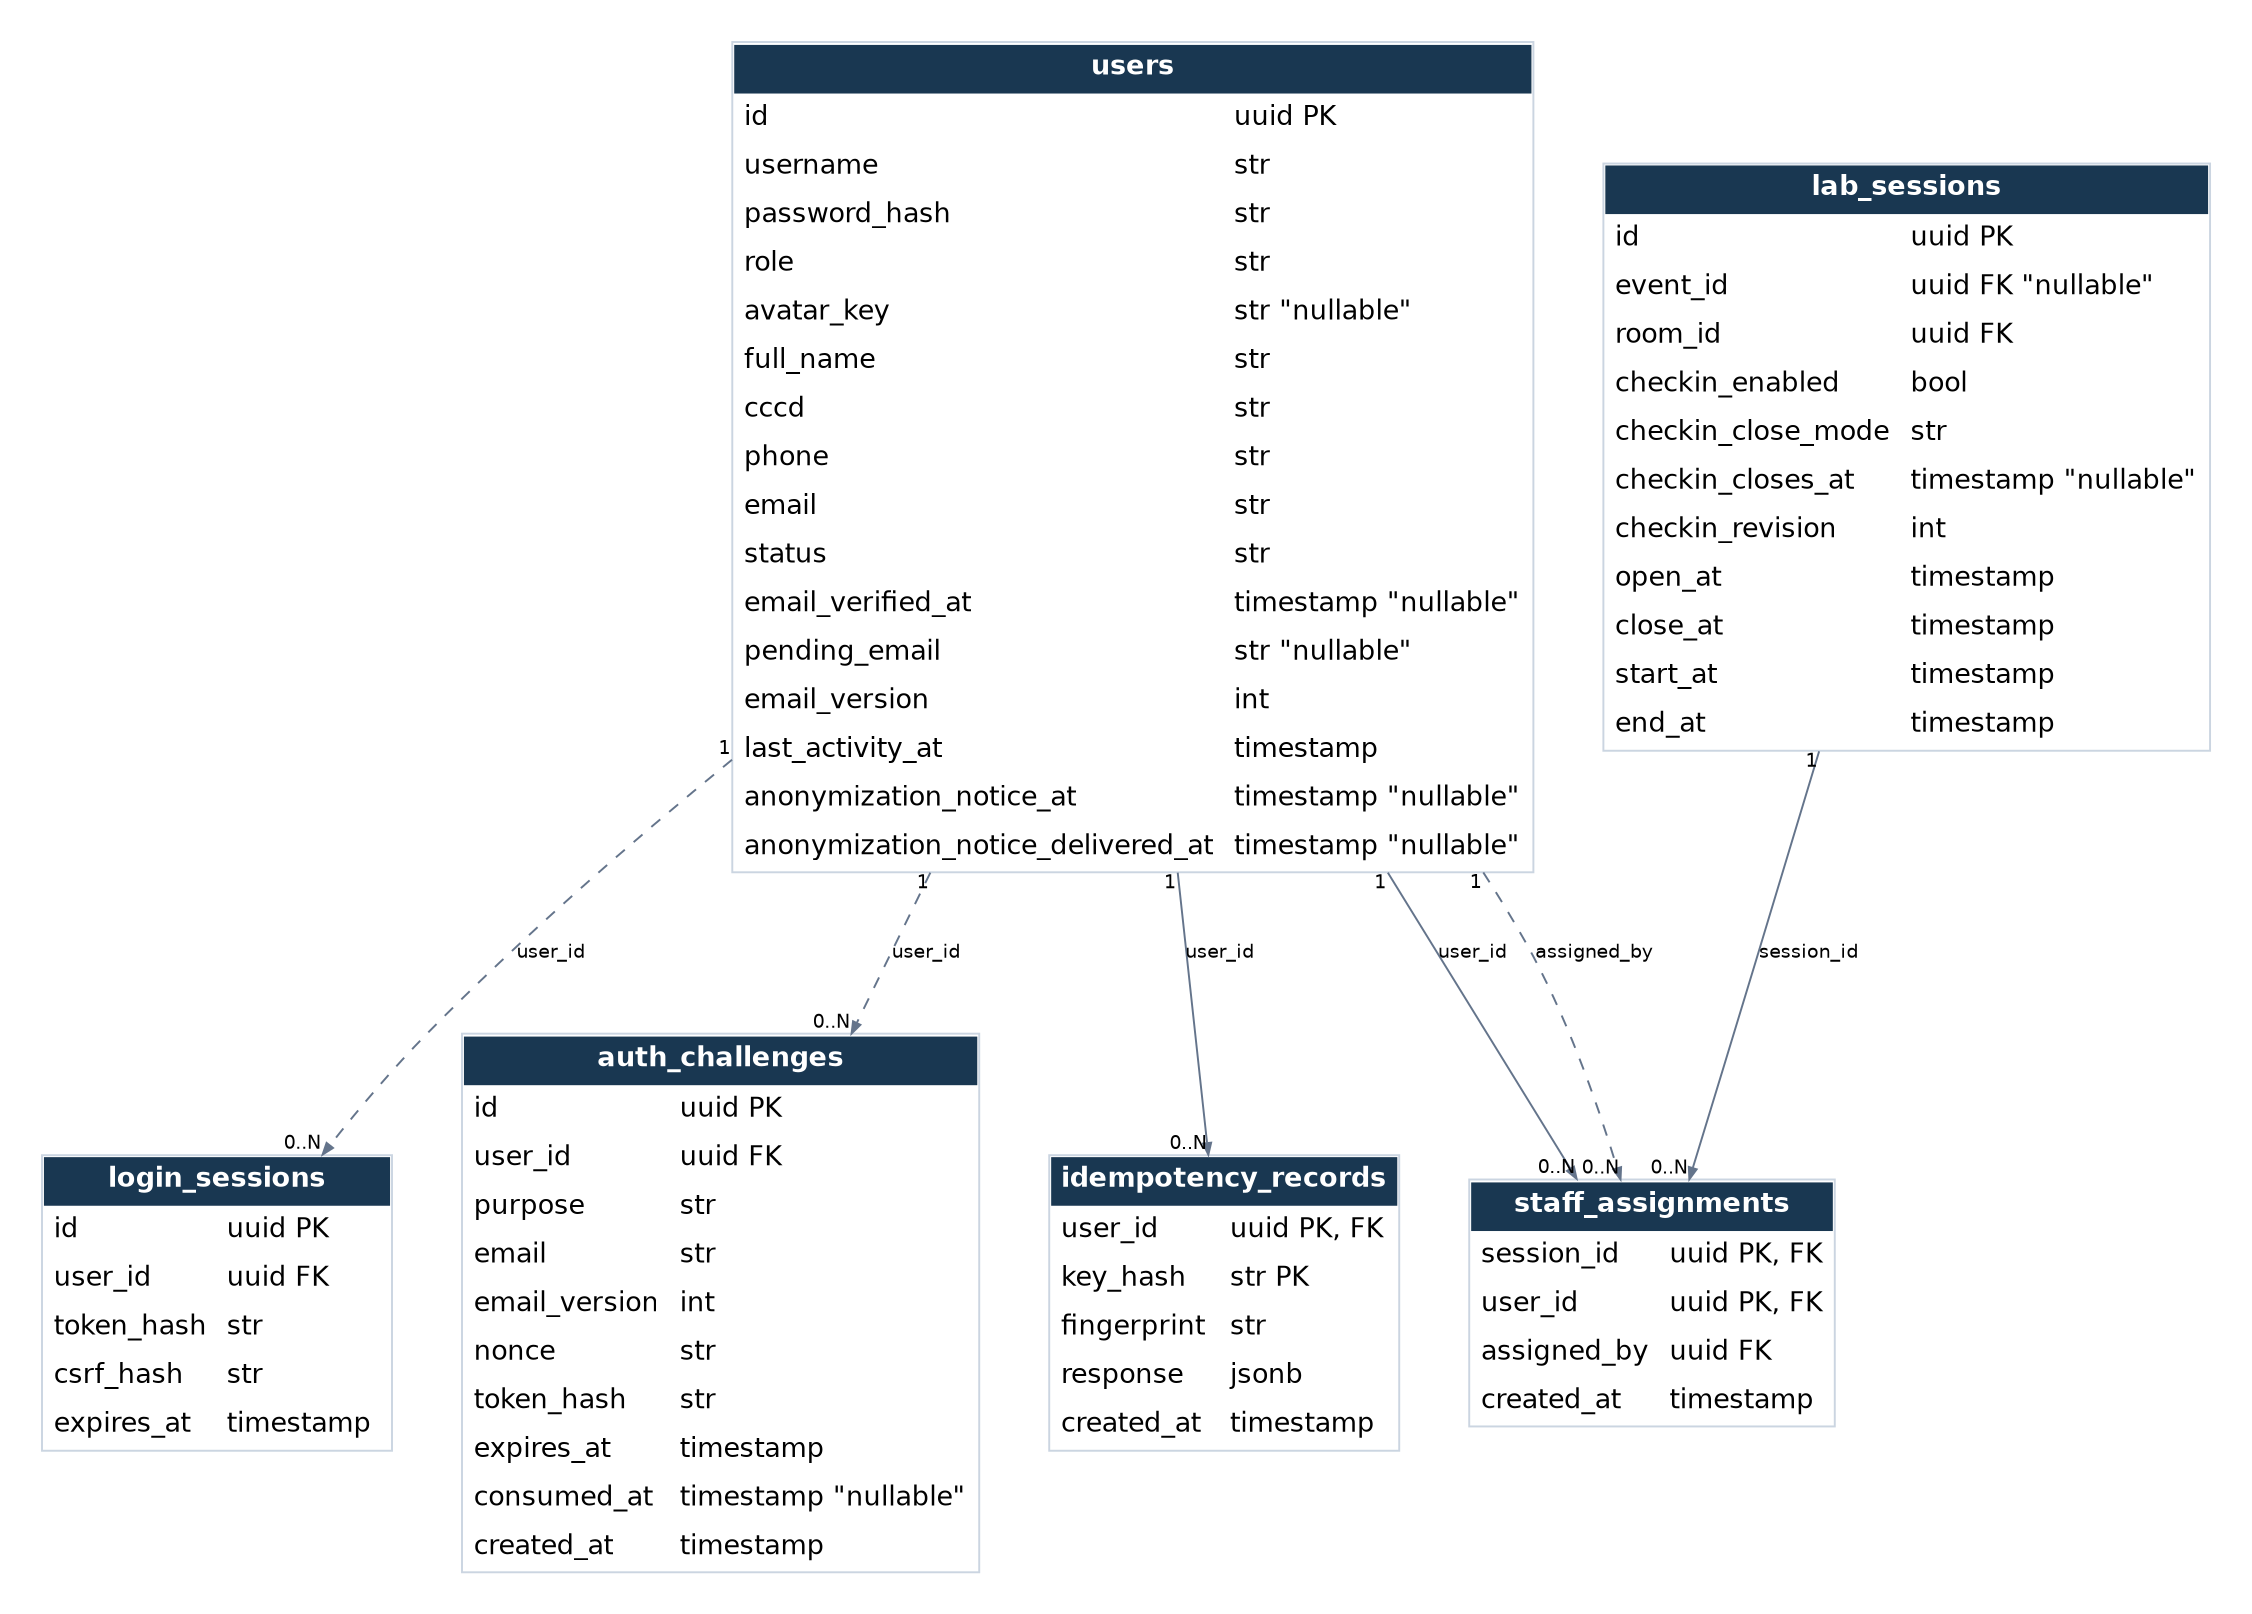 users
id uuid PK
username str
password_hash str
role str
avatar_key str "nullable"
full_name str
cccd str
phone str
email str
status str
email_verified_at timestamp "nullable"
pending_email str "nullable"
email_version int
last_activity_at timestamp
anonymization_notice_at timestamp "nullable"
anonymization_notice_delivered_at timestamp "nullable"
lab_sessions
id uuid PK
event_id uuid FK "nullable"
room_id uuid FK
checkin_enabled bool
checkin_close_mode str
checkin_closes_at timestamp "nullable"
checkin_revision int
open_at timestamp
close_at timestamp
start_at timestamp
end_at timestamp
1
1
1
1
1
1
user_id
user_id
user_id
user_id
assigned_by
session_id
0..N
0..N
0..N
0..N
0..N
0..N
login_sessions
id uuid PK
user_id uuid FK
token_hash str
csrf_hash str
expires_at timestamp
auth_challenges
id uuid PK
user_id uuid FK
purpose str
email str
email_version int
nonce str
token_hash str
expires_at timestamp
consumed_at timestamp "nullable"
created_at timestamp
idempotency_records
user_id uuid PK, FK
key_hash str PK
fingerprint str
response jsonb
created_at timestamp
staff_assignments
session_id uuid PK, FK
user_id uuid PK, FK
assigned_by uuid FK
created_at timestamp